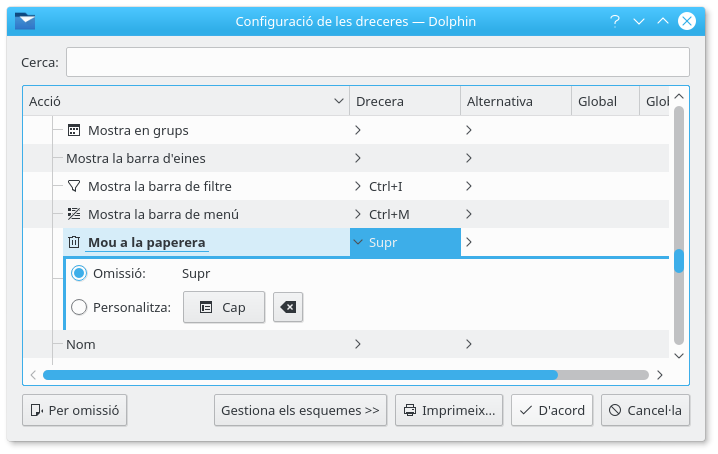 Configuració de les dreceres — Dolphin
Cerca:
Acció Drecera Alternativa Global Glol
Mostra en grups
Mostra la barra d'eines
Mostra la barra de filtre Ctrl+I
Mostra la barra de menú Ctrl+M
Mou a la paperera Supr
Omissió: Supr
Personalitza: Cap
Nom
Per omissió Gestiona els esquemes >> Imprimeix... D'acord Cancel·la